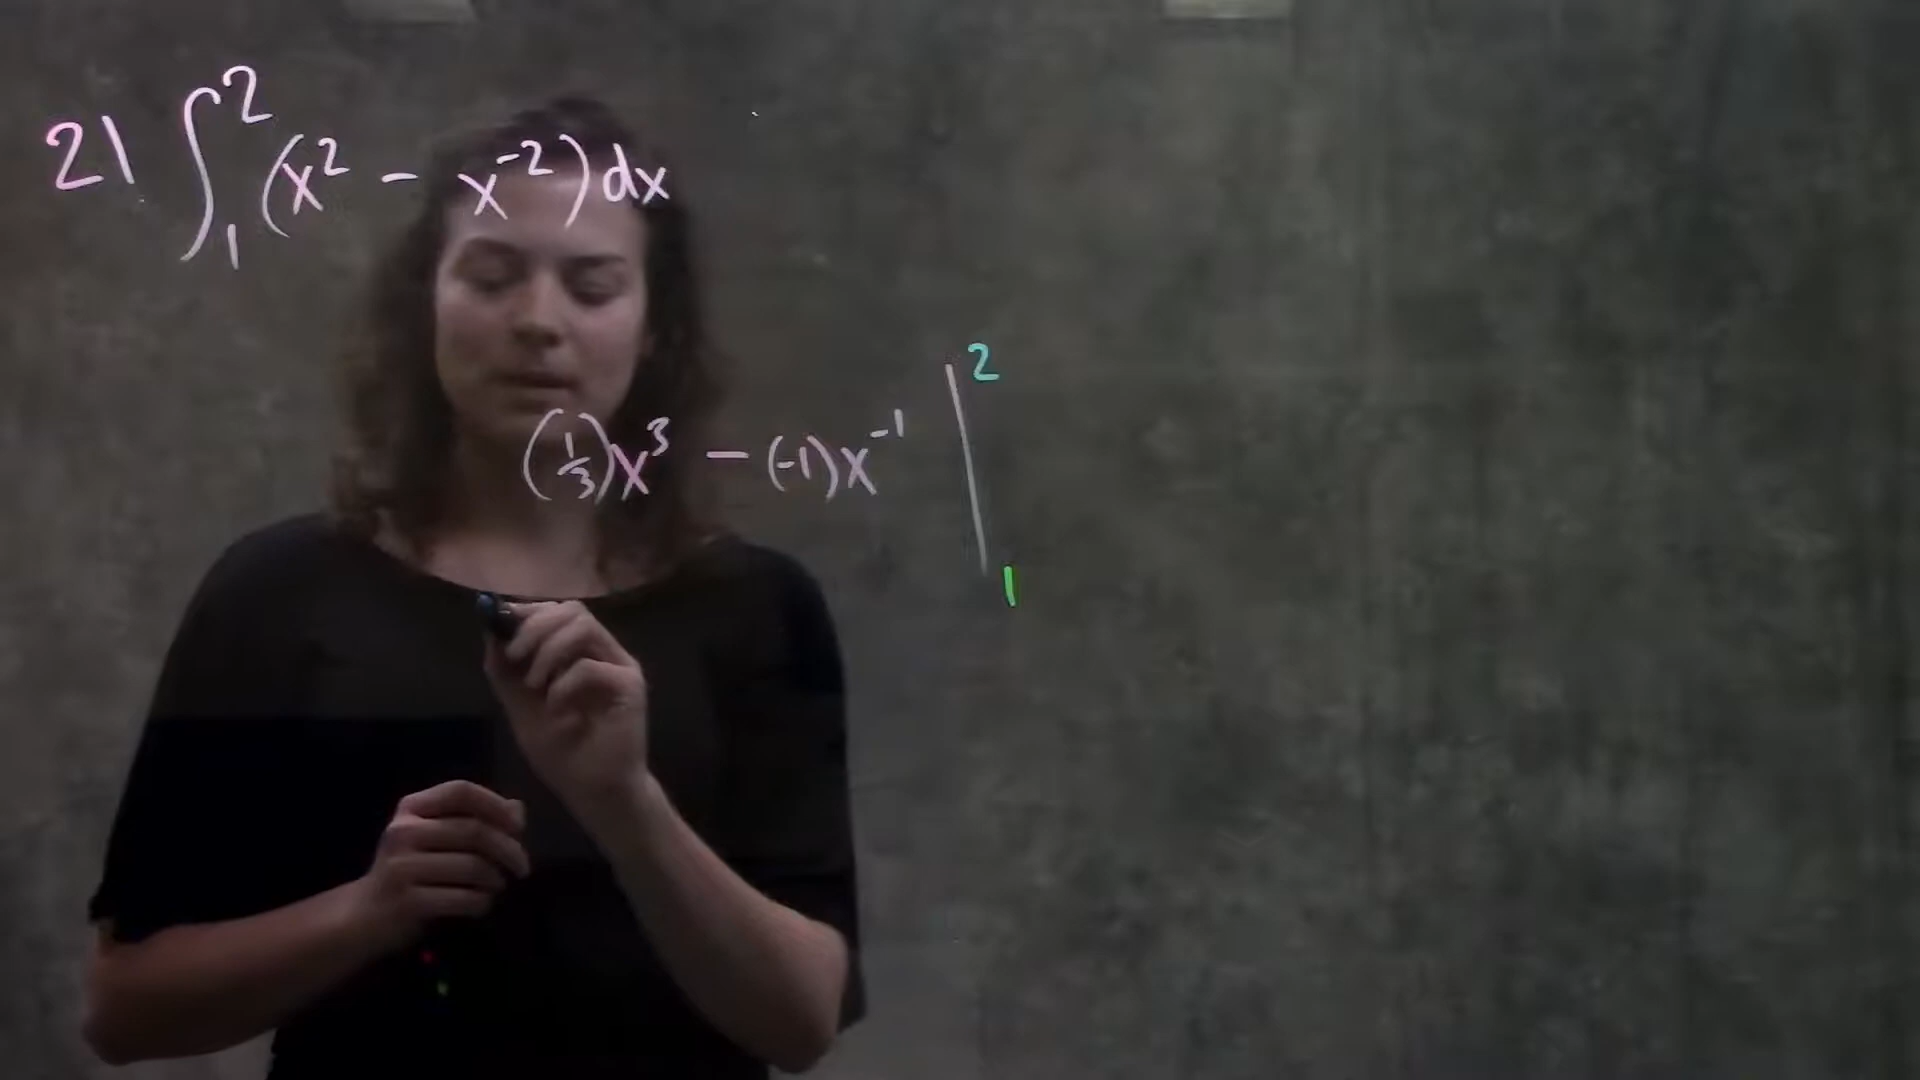 21 ∫₁² (x² − x⁻²)dx
(1/3)x³ − (-1)x⁻¹ |₁²